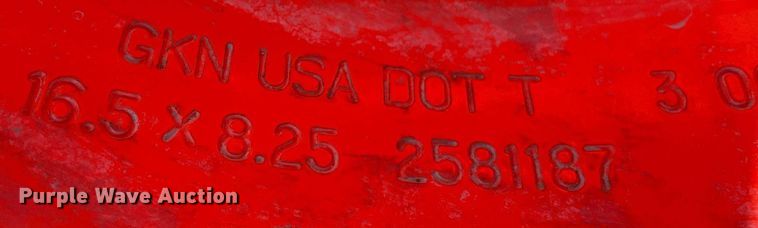 GKN USA DOT T 3 0
16.5 x 8.25 2581187
Purple Wave Auction